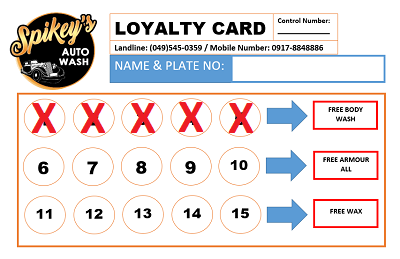 Spikey's
AUTO
WASH
LOYALTY CARD
Control Number:
Landline: (049)545-0359 / Mobile Number: 0917-8848886
NAME & PLATE NO:
X X X X X
FREE BODY
WASH
6 7 8 9 10
FREE ARMOUR
ALL
11 12 13 14 15
FREE WAX